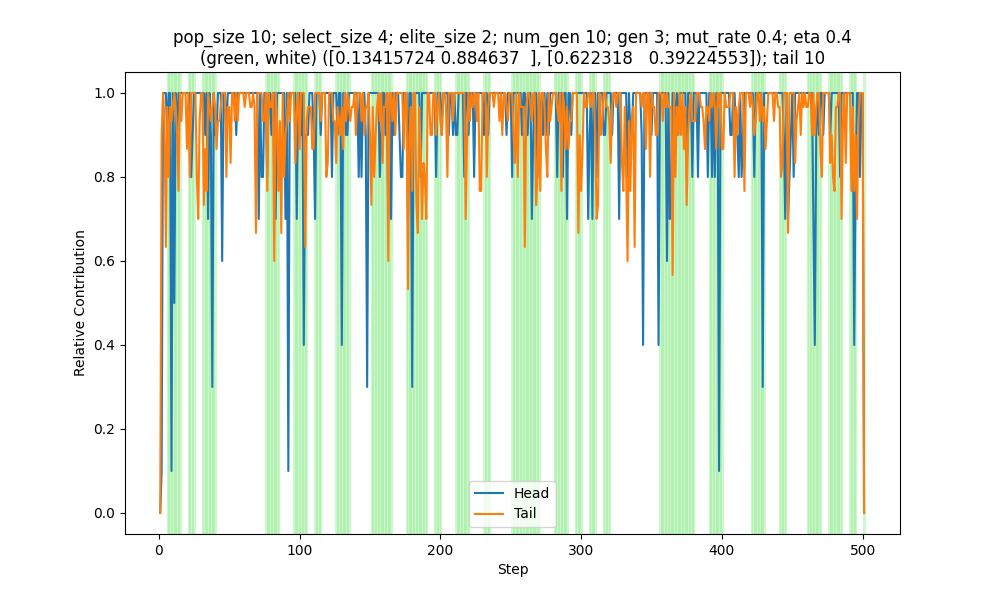 pop_size 10; select_size 4; elite_size 2; num_gen 10; gen 3; mut_rate 0.4; eta 0.4
(green, white) ([0.13415724 0.884637  ], [0.622318   0.39224553]); tail 10
1.0
0.8
0.6
0.4
0.2
0.0
Relative Contribution
Head
Tail
0 100 200 300 400 500
Step